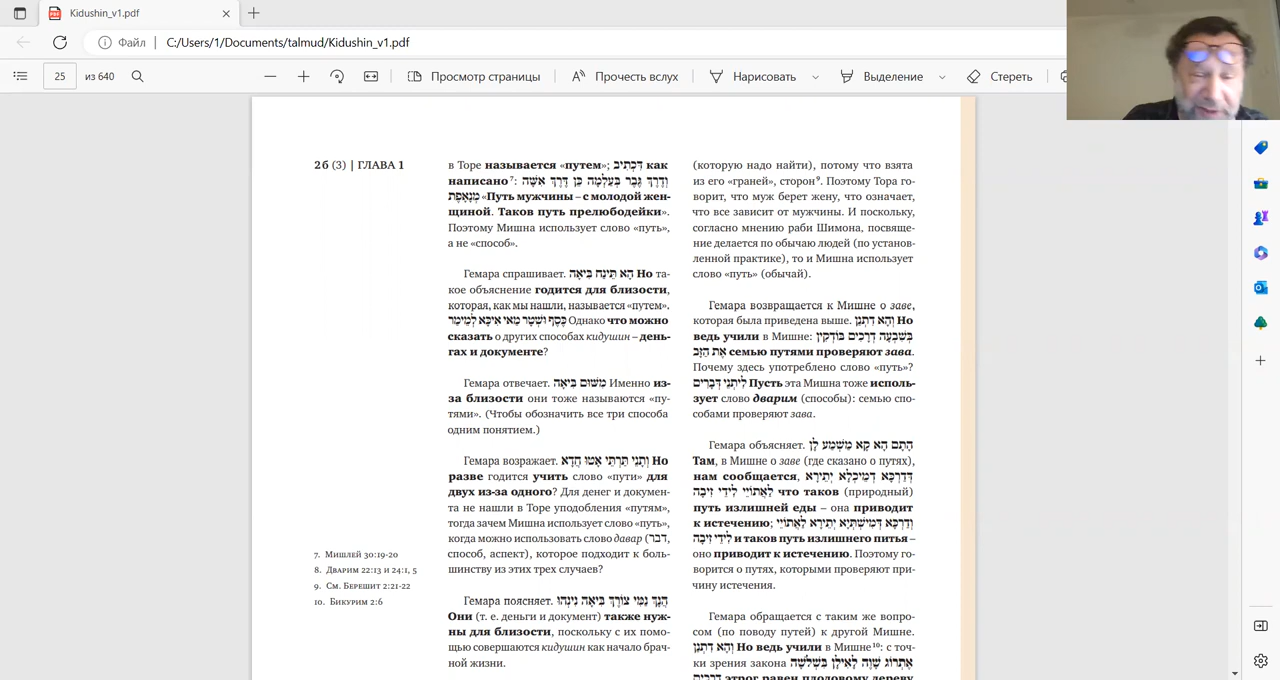 Kidushin_v1.pdf
Файл
C:/Users/1/Documents/talmud/Kidushin_v1.pdf
25 из 640
Просмотр страницы
Прочесть вслух
Нарисовать
Выделение
Стереть
2б (3) | ГЛАВА 1
в Торе называется «путем»; דִּכְתִיב как
написано⁷: וְדֶרֶךְ גֶּבֶר בְּעַלְמָה כֵּן דֶּרֶךְ אִשָּׁה
מְנָאָפֶת «Путь мужчины – с молодой жен-
щиной. Таков путь прелюбодейки».
Поэтому Мишна использует слово «путь»,
а не «способ».
Гемара спрашивает. הָא תִּינַח בִּיאָה Но та-
кое объяснение годится для близости,
которая, как мы нашли, называется «путем».
כֶּסֶף וּשְׁטָר מַאי אִיכָּא לְמֵימַר Однако что можно
сказать о других способах кидушин – день-
гах и документе?
Гемара отвечает. מִשּׁוּם בִּיאָה Именно из-
за близости они тоже называются «пу-
тями». (Чтобы обозначить все три способа
одним понятием.)
Гемара возражает. וְתָנֵי תַּרְתֵּי אַטּוּ חֲדָא Но
разве годится учить слово «пути» для
двух из-за одного? Для денег и докумен-
та не нашли в Торе уподобления «путям»,
тогда зачем Мишна использует слово «путь»,
когда можно использовать слово давар (דבר,
способ, аспект), которое подходит к боль-
шинству из этих трех случаев?
Гемара поясняет. הָנָךְ נַמִי צוֹרֶךְ בִּיאָה נִינְהוּ
Они (т. е. деньги и документ) также нуж-
ны для близости, поскольку с их помо-
щью совершаются кидушин как начало брач-
ной жизни.
7. Мишлей 30:19-20
8. Дварим 22:13 и 24:1, 5
9. См. Берешит 2:21-22
10. Бикурим 2:6
(которую надо найти), потому что взята
из его «граней», сторон⁹. Поэтому Тора го-
ворит, что муж берет жену, что означает,
что все зависит от мужчины. И поскольку,
согласно мнению раби Шимона, посвяще-
ние делается по обычаю людей (по установ-
ленной практике), то и Мишна использует
слово «путь» (обычай).
Гемара возвращается к Мишне о заве,
которая была приведена выше. וְהָא דִתְנַן Но
ведь учили в Мишне: בְּשִׁבְעָה דְּרָכִים בּוֹדְקִין
אֶת הַזָּב семью путями проверяют зава.
Почему здесь употреблено слово «путь»?
לִיתְנֵי דְּבָרִים Пусть эта Мишна тоже исполь-
зует слово дварим (способы): семью спо-
собами проверяют зава.
Гемара объясняет. הָתָם הָא קָא מַשְׁמַע לָן
Там, в Мишне о заве (где сказано о путях),
нам сообщается, דְּדַרְכָּא דְּמֵיכְלָא יַתִּירָא
לְאֵתוֹיֵי לִידֵי זִיבָה что таков (природный)
путь излишней еды – она приводит
к истечению; וְדַרְכָּא דְּמִישְׁתְּיָא יַתִּירָא לְאֵתוֹיֵי
לִידֵי זִיבָה и таков путь излишнего питья –
оно приводит к истечению. Поэтому го-
ворится о путях, которыми проверяют при-
чину истечения.
Гемара обращается с таким же вопро-
сом (по поводу путей) к другой Мишне.
וְהָא דִתְנַן Но ведь учили в Мишне¹⁰: с точ-
ки зрения закона אֶתְרוֹג שָׁוֶה לָאִילָן בִּשְׁלֹשָׁה
דְּרָכִים этрог равен плодовому дереву